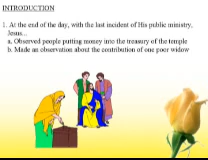 INTRODUCTION
1. At the end of the day, with the last incident of His public ministry,
Jesus...
a. Observed people putting money into the treasury of the temple
b. Made an observation about the contribution of one poor widow